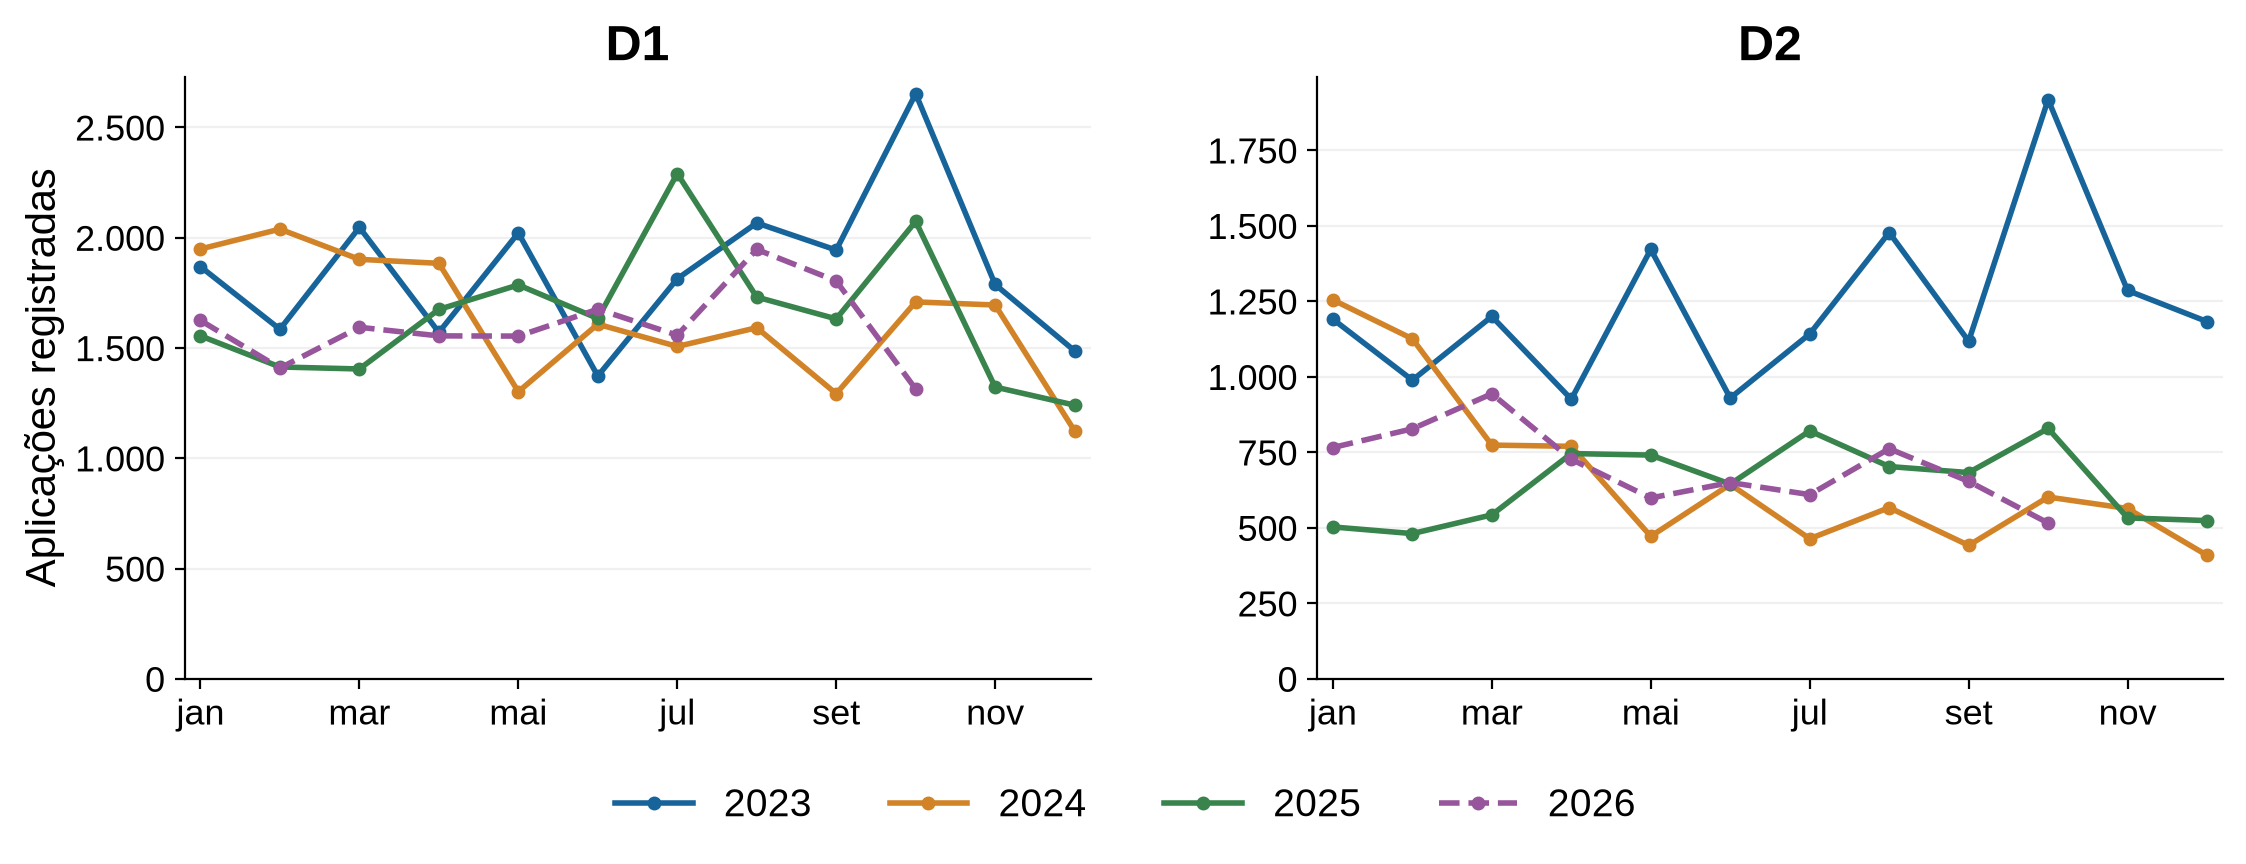 D1
Aplicações registradas
2.500
2.000
1.500
1.000
500
0
jan mar mai jul set nov
D2
1.750
1.500
1.250
1.000
750
500
250
0
jan mar mai jul set nov
2023 2024 2025 2026